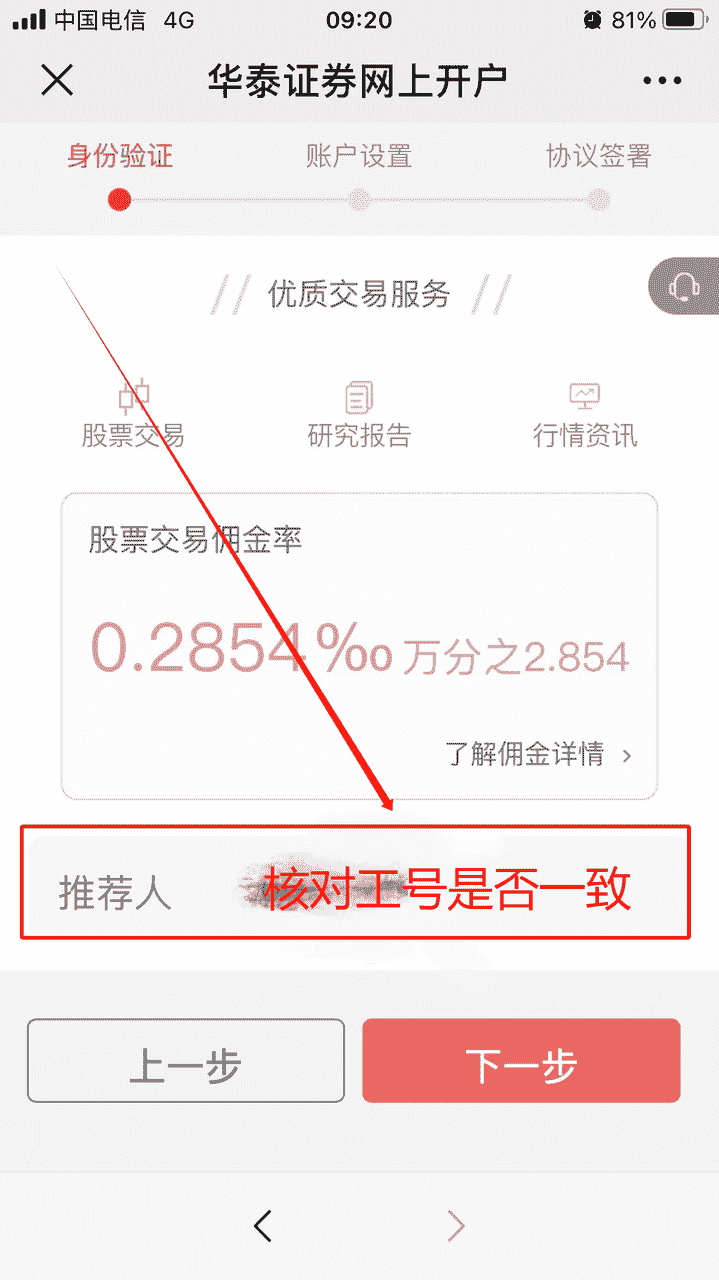 中国电信 4G 09:20 81%
华泰证券网上开户
身份验证 账户设置 协议签署
优质交易服务
股票交易 研究报告 行情资讯
股票交易佣金率
0.2854‰ 万分之2.854
了解佣金详情 >
推荐人 核对工号是否一致
上一步 下一步